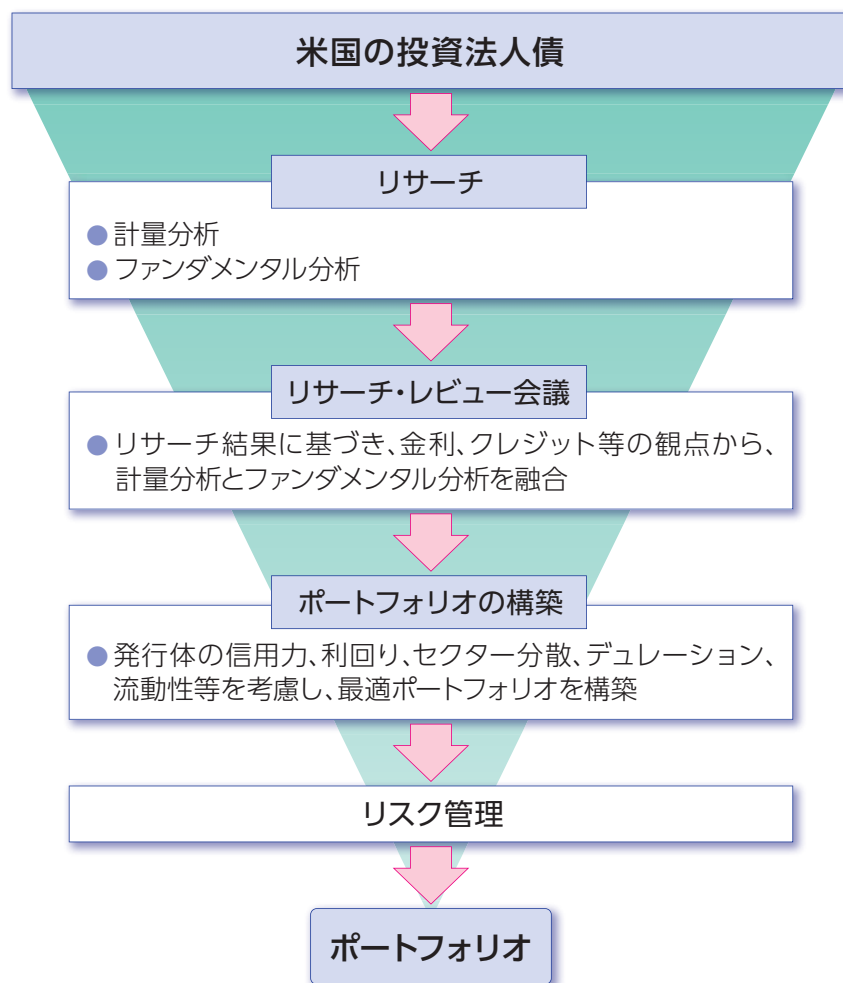 米国の投資法人債
リサーチ
● 計量分析
● ファンダメンタル分析
リサーチ・レビュー会議
● リサーチ結果に基づき、金利、クレジット等の観点から、
計量分析とファンダメンタル分析を融合
ポートフォリオの構築
● 発行体の信用力、利回り、セクター分散、デュレーション、
流動性等を考慮し、最適ポートフォリオを構築
リスク管理
ポートフォリオ